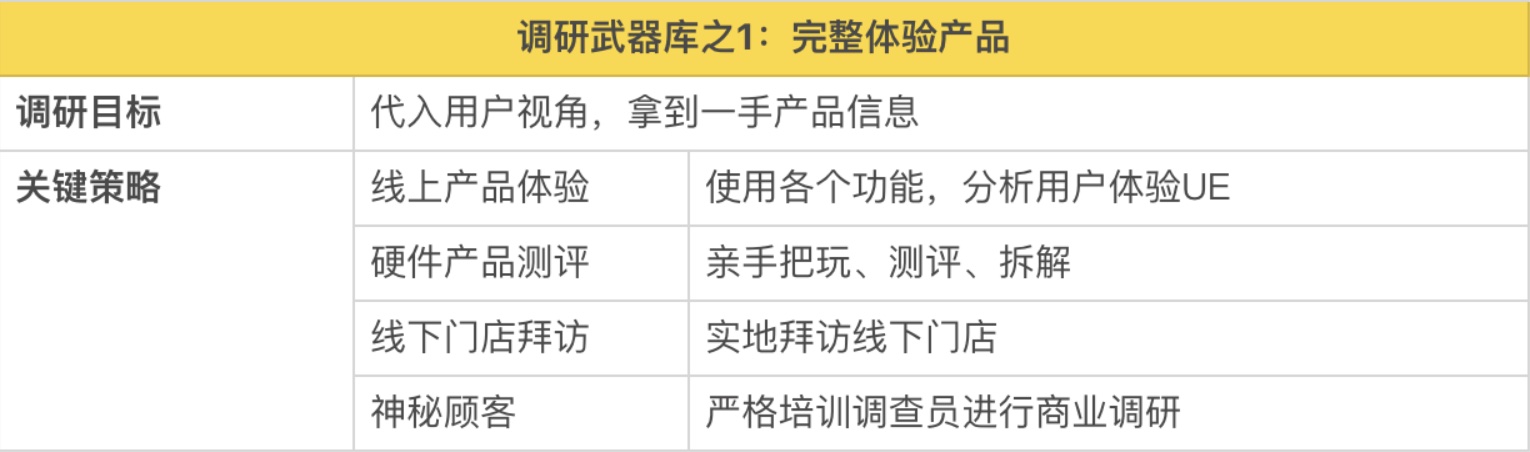 调研武器库之1：完整体验产品
调研目标 代入用户视角，拿到一手产品信息
关键策略 线上产品体验 使用各个功能，分析用户体验UE
硬件产品测评 亲手把玩、测评、拆解
线下门店拜访 实地拜访线下门店
神秘顾客 严格培训调查员进行商业调研